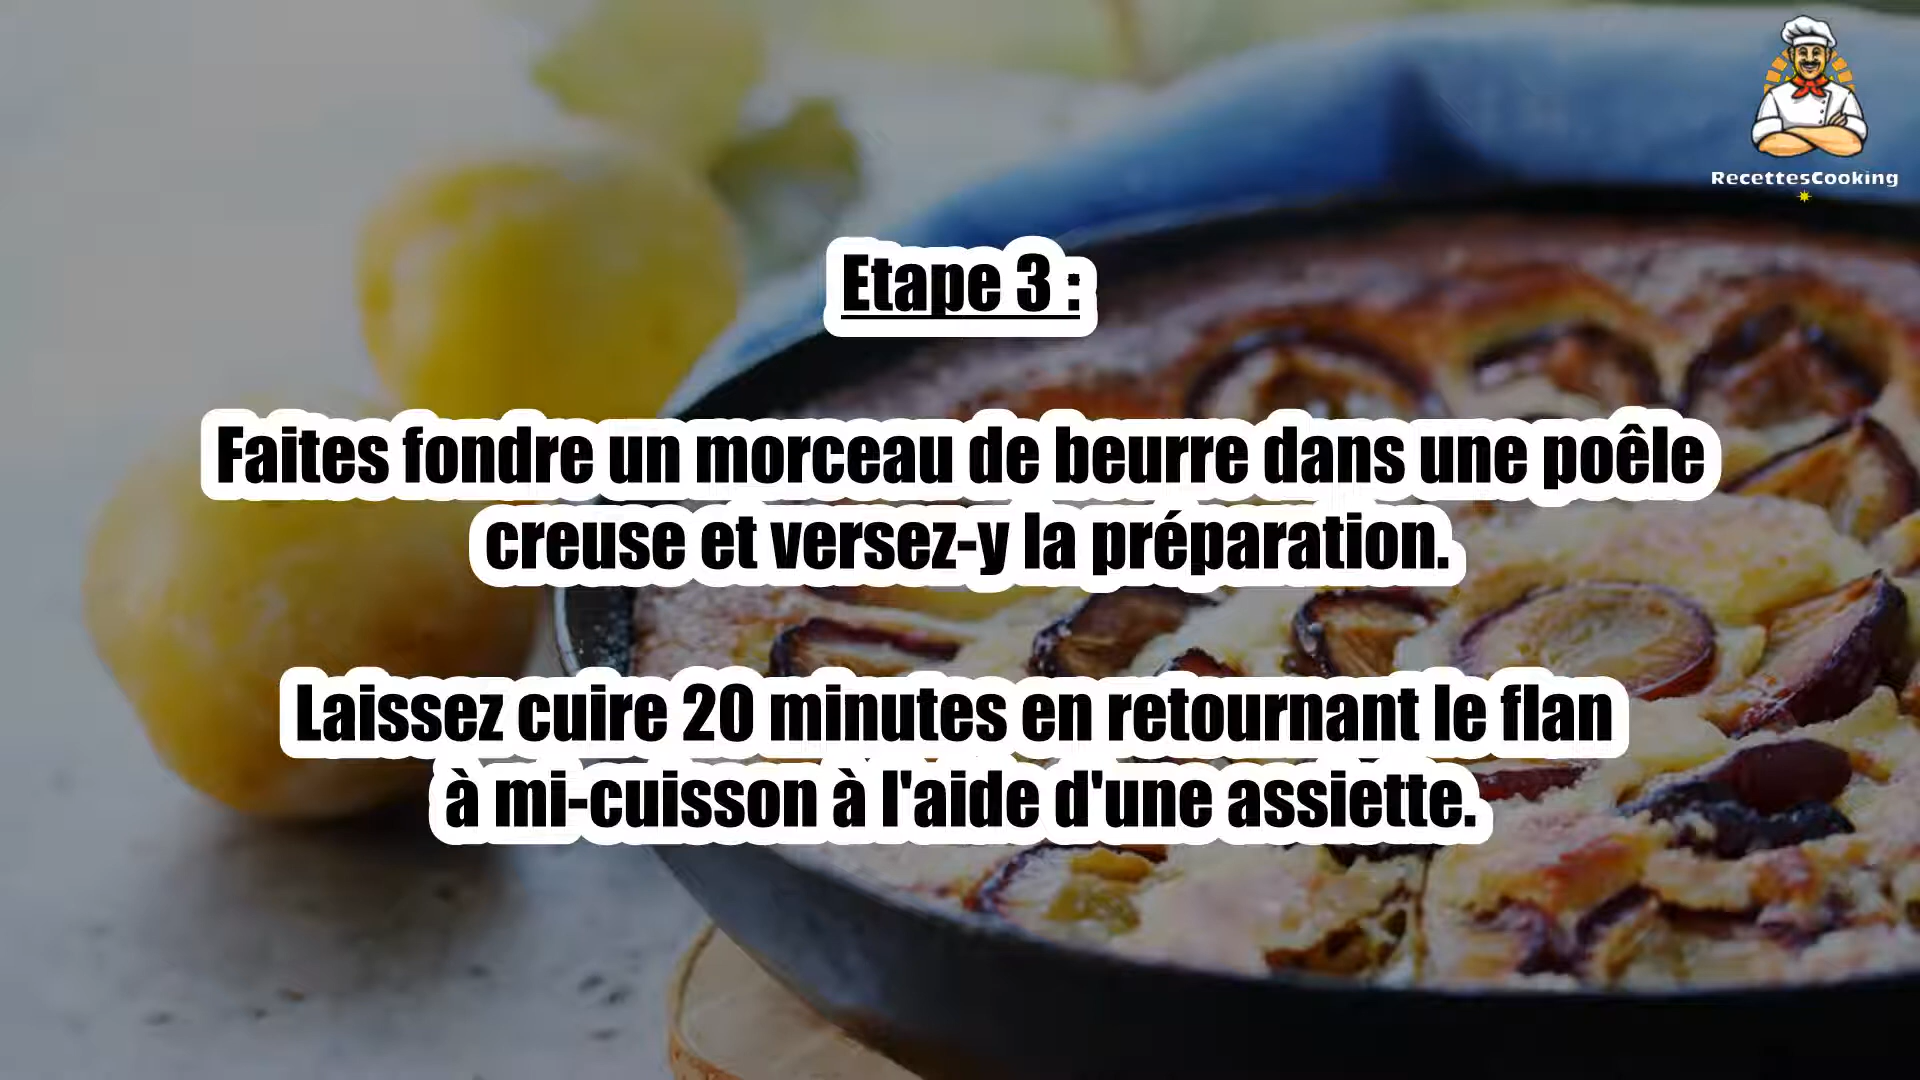 RecettesCooking
Etape 3 :
Faites fondre un morceau de beurre dans une poêle
creuse et versez-y la préparation.
Laissez cuire 20 minutes en retournant le flan
à mi-cuisson à l'aide d'une assiette.